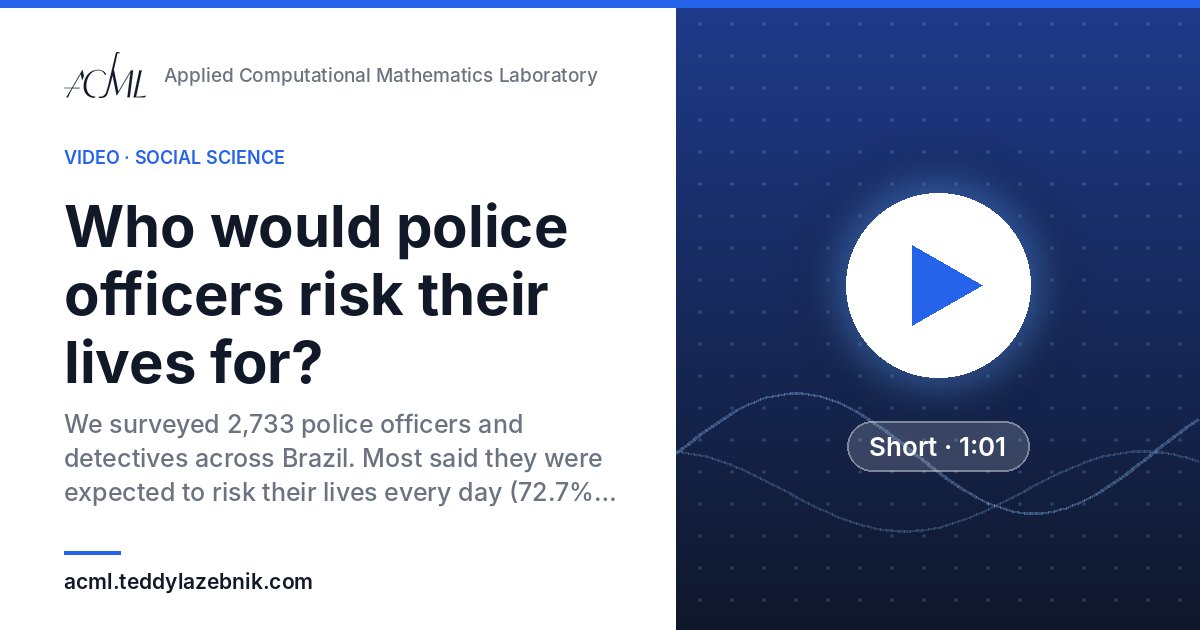 ACML
Applied Computational Mathematics Laboratory
VIDEO · SOCIAL SCIENCE
Who would police
officers risk their
lives for?
We surveyed 2,733 police officers and
detectives across Brazil. Most said they were
expected to risk their lives every day (72.7%...
acml.teddylazebnik.com
Short · 1:01